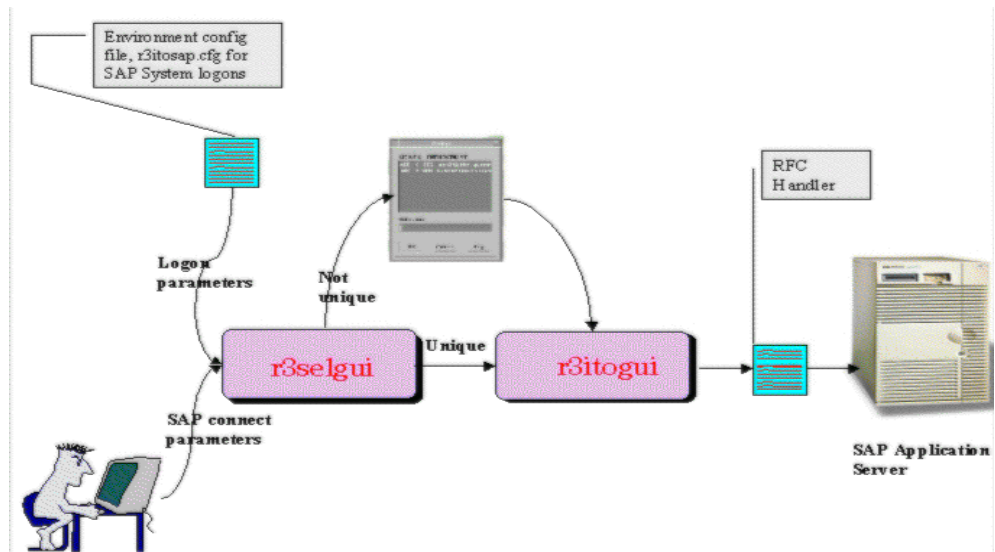 Environment config
file, r3itosap.cfg for
SAP System logons
RFC
Handler
Logon
parameters
Not
unique
Unique
r3selgui
r3itogui
SAP connect
parameters
SAP Application
Server